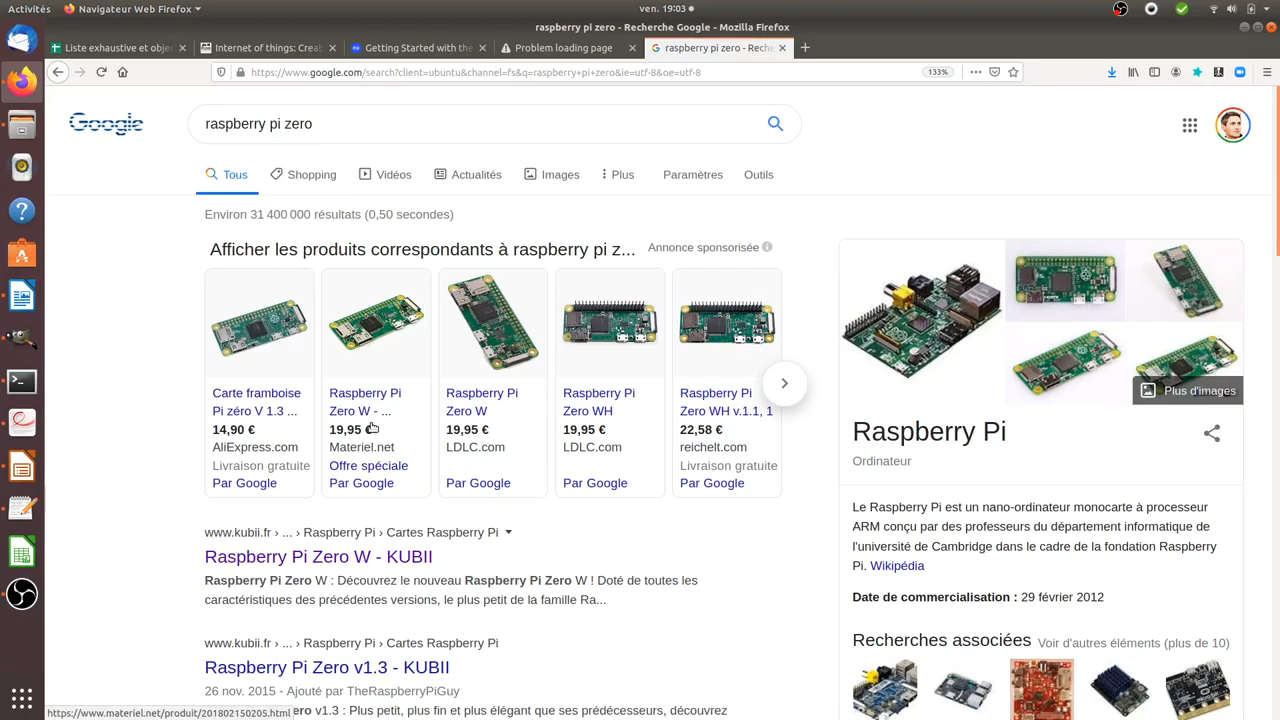 Activités
Navigateur Web Firefox
ven. 19:03
raspberry pi zero - Recherche Google - Mozilla Firefox
Liste exhaustive et obje
Internet of things: Creat
Getting Started with the
Problem loading page
raspberry pi zero - Reche
https://www.google.com/search?client=ubuntu&channel=fs&q=raspberry+pi+zero&ie=utf-8&oe=utf-8
133%
Google
raspberry pi zero
Tous
Shopping
Vidéos
Actualités
Images
Plus
Paramètres
Outils
Environ 31 400 000 résultats (0,50 secondes)
Afficher les produits correspondants à raspberry pi z...
Annonce sponsorisée
Carte framboise
Pi zéro V 1.3 ...
14,90 €
AliExpress.com
Livraison gratuite
Par Google
Raspberry Pi
Zero W - ...
19,95 €
Materiel.net
Offre spéciale
Par Google
Raspberry Pi
Zero W
19,95 €
LDLC.com
Par Google
Raspberry Pi
Zero WH
19,95 €
LDLC.com
Par Google
Raspberry Pi
Zero WH v.1.1, 1
22,58 €
reichelt.com
Livraison gratuite
Par Google
www.kubii.fr › ... › Raspberry Pi › Cartes Raspberry Pi
Raspberry Pi Zero W - KUBII
Raspberry Pi Zero W : Découvrez le nouveau Raspberry Pi Zero W ! Doté de toutes les
caractéristiques des précédentes versions, le plus petit de la famille Ra...
www.kubii.fr › ... › Raspberry Pi › Cartes Raspberry Pi
Raspberry Pi Zero v1.3 - KUBII
26 nov. 2015 - Ajouté par TheRaspberryPiGuy
ro v1.3 : Plus petit, plus fin et plus élégant que ses prédécesseurs, découvrez
https://www.materiel.net/produit/201802150205.html
Plus d'images
Raspberry Pi
Ordinateur
Le Raspberry Pi est un nano-ordinateur monocarte à processeur
ARM conçu par des professeurs du département informatique de
l'université de Cambridge dans le cadre de la fondation Raspberry
Pi. Wikipédia
Date de commercialisation : 29 février 2012
Recherches associées
Voir d'autres éléments (plus de 10)